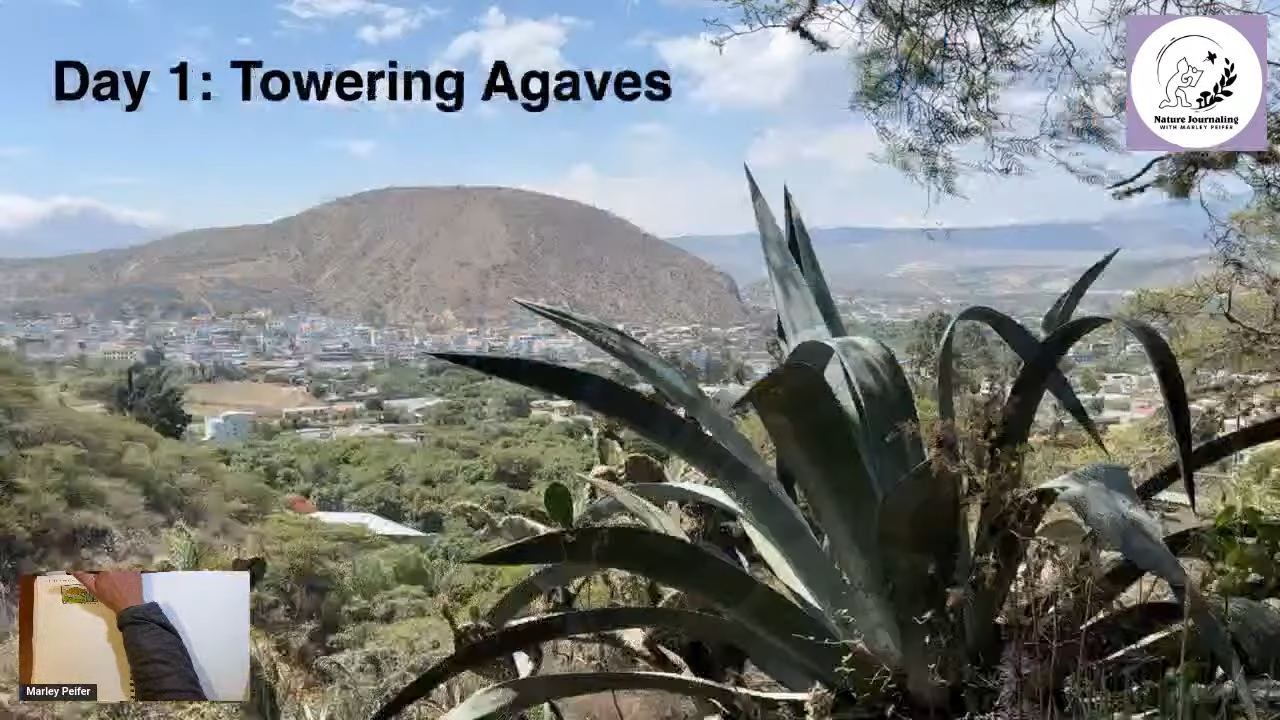 Day 1: Towering Agaves
Nature Journaling
WITH MARLEY PEIFER
Marley Peifer